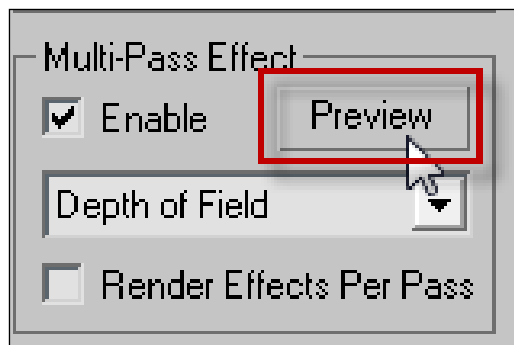 Multi-Pass Effect
Enable Preview
Depth of Field
Render Effects Per Pass